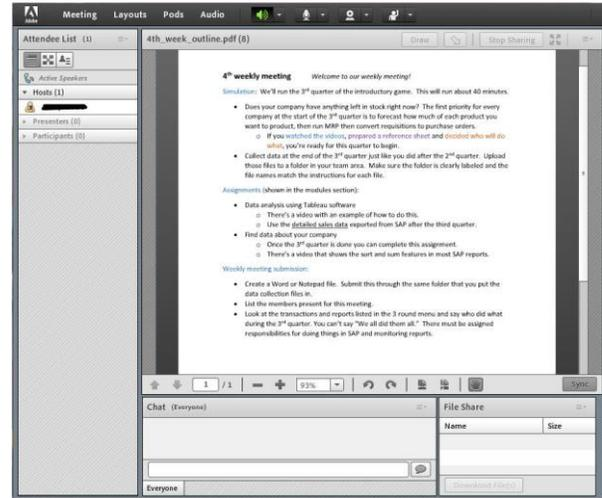 Adobe
Meeting Layouts Pods Audio
Attendee List (1)
Active Speakers
Hosts (1)
Presenters (0)
Participants (0)
4th_week_outline.pdf (8)
Draw
Stop Sharing
4th weekly meeting Welcome to our weekly meeting!
Simulation: We'll run the 3rd quarter of the introductory game. This will run about 40 minutes.
• Does your company have anything left in stock right now? The first priority for every
company at the start of the 3rd quarter is to forecast how much of each product you
want to product, then run MRP then convert requisitions to purchase orders.
o If you watched the videos, prepared a reference sheet and decided who will do
what, you're ready for this quarter to begin.
• Collect data at the end of the 3rd quarter just like you did after the 2nd quarter. Upload
those files to a folder in your team area. Make sure the folder is clearly labeled and the
file names match the instructions for each file.
Assignments (shown in the modules section):
• Data analysis using Tableau software
o There's a video with an example of how to do this.
o Use the detailed sales data exported from SAP after the third quarter.
• Find data about your company
o Once the 3rd quarter is done you can complete this assignment.
o There's a video that shows the sort and sum features in most SAP reports.
Weekly meeting submission:
• Create a Word or Notepad file. Submit this through the same folder that you put the
data collection files in.
• List the members present for this meeting.
• Look at the transactions and reports listed in the 3 round menu and say who did what
during the 3rd quarter. You can't say "We all did them all." There must be assigned
responsibilities for doing things in SAP and monitoring reports.
1 / 1
93%
Sync
Chat (Everyone)
Everyone
File Share
Name Size
Download File(s)